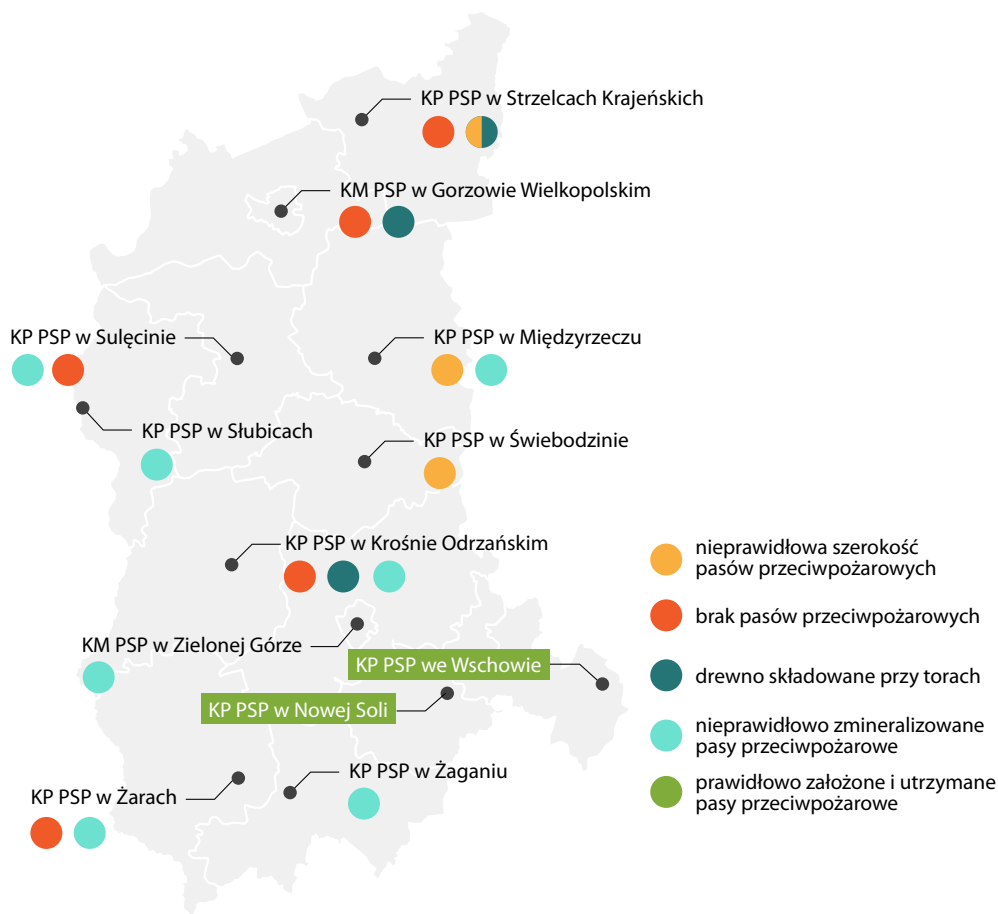 KP PSP w Strzelcach Krajeńskich
KM PSP w Gorzowie Wielkopolskim
KP PSP w Sulęcinie
KP PSP w Międzyrzeczu
KP PSP w Słubicach
KP PSP w Świebodzinie
KP PSP w Krośnie Odrzańskim
KM PSP w Zielonej Górze
KP PSP we Wschowie
KP PSP w Nowej Soli
KP PSP w Żaganiu
KP PSP w Żarach
nieprawidłowa szerokość
pasów przeciwpożarowych
brak pasów przeciwpożarowych
drewno składowane przy torach
nieprawidłowo zmineralizowane
pasy przeciwpożarowe
prawidłowo założone i utrzymane
pasy przeciwpożarowe